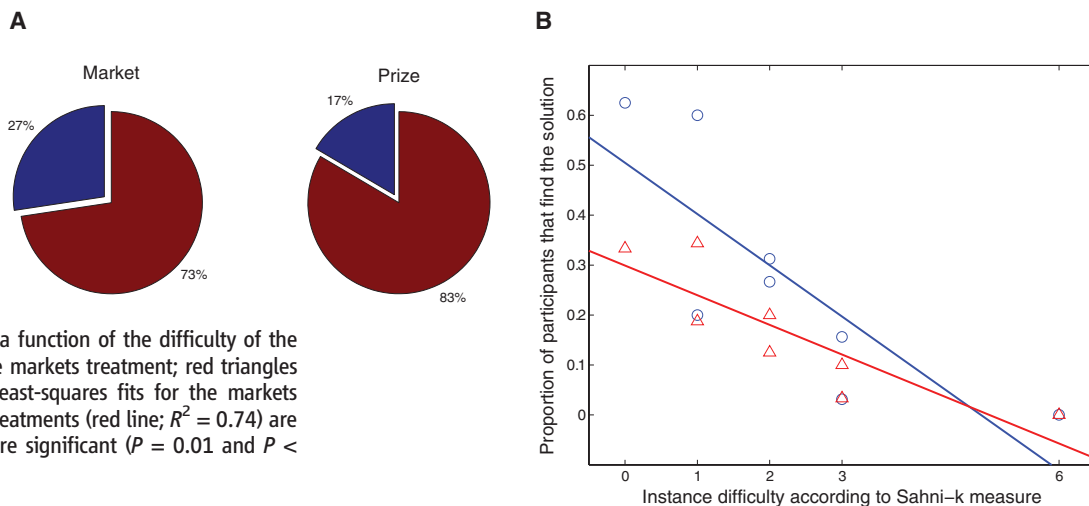 A
Market
27%
73%
Prize
17%
83%
a function of the difficulty of the
e markets treatment; red triangles
east-squares fits for the markets
reatments (red line; R² = 0.74) are
re significant (P = 0.01 and P <
B
Proportion of participants that find the solution
0.6
0.5
0.4
0.3
0.2
0.1
0
0 1 2 3 6
Instance difficulty according to Sahni−k measure